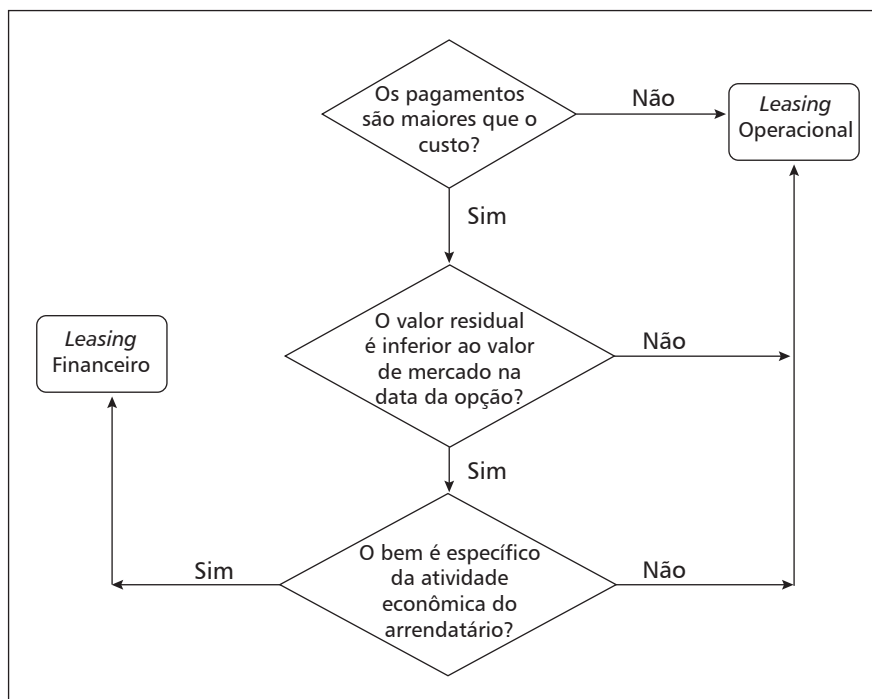 Os pagamentos
são maiores que o
custo?
Não
Leasing
Operacional
Sim
O valor residual
é inferior ao valor
de mercado na
data da opção?
Não
Leasing
Financeiro
Sim
O bem é específico
da atividade
econômica do
arrendatário?
Sim
Não